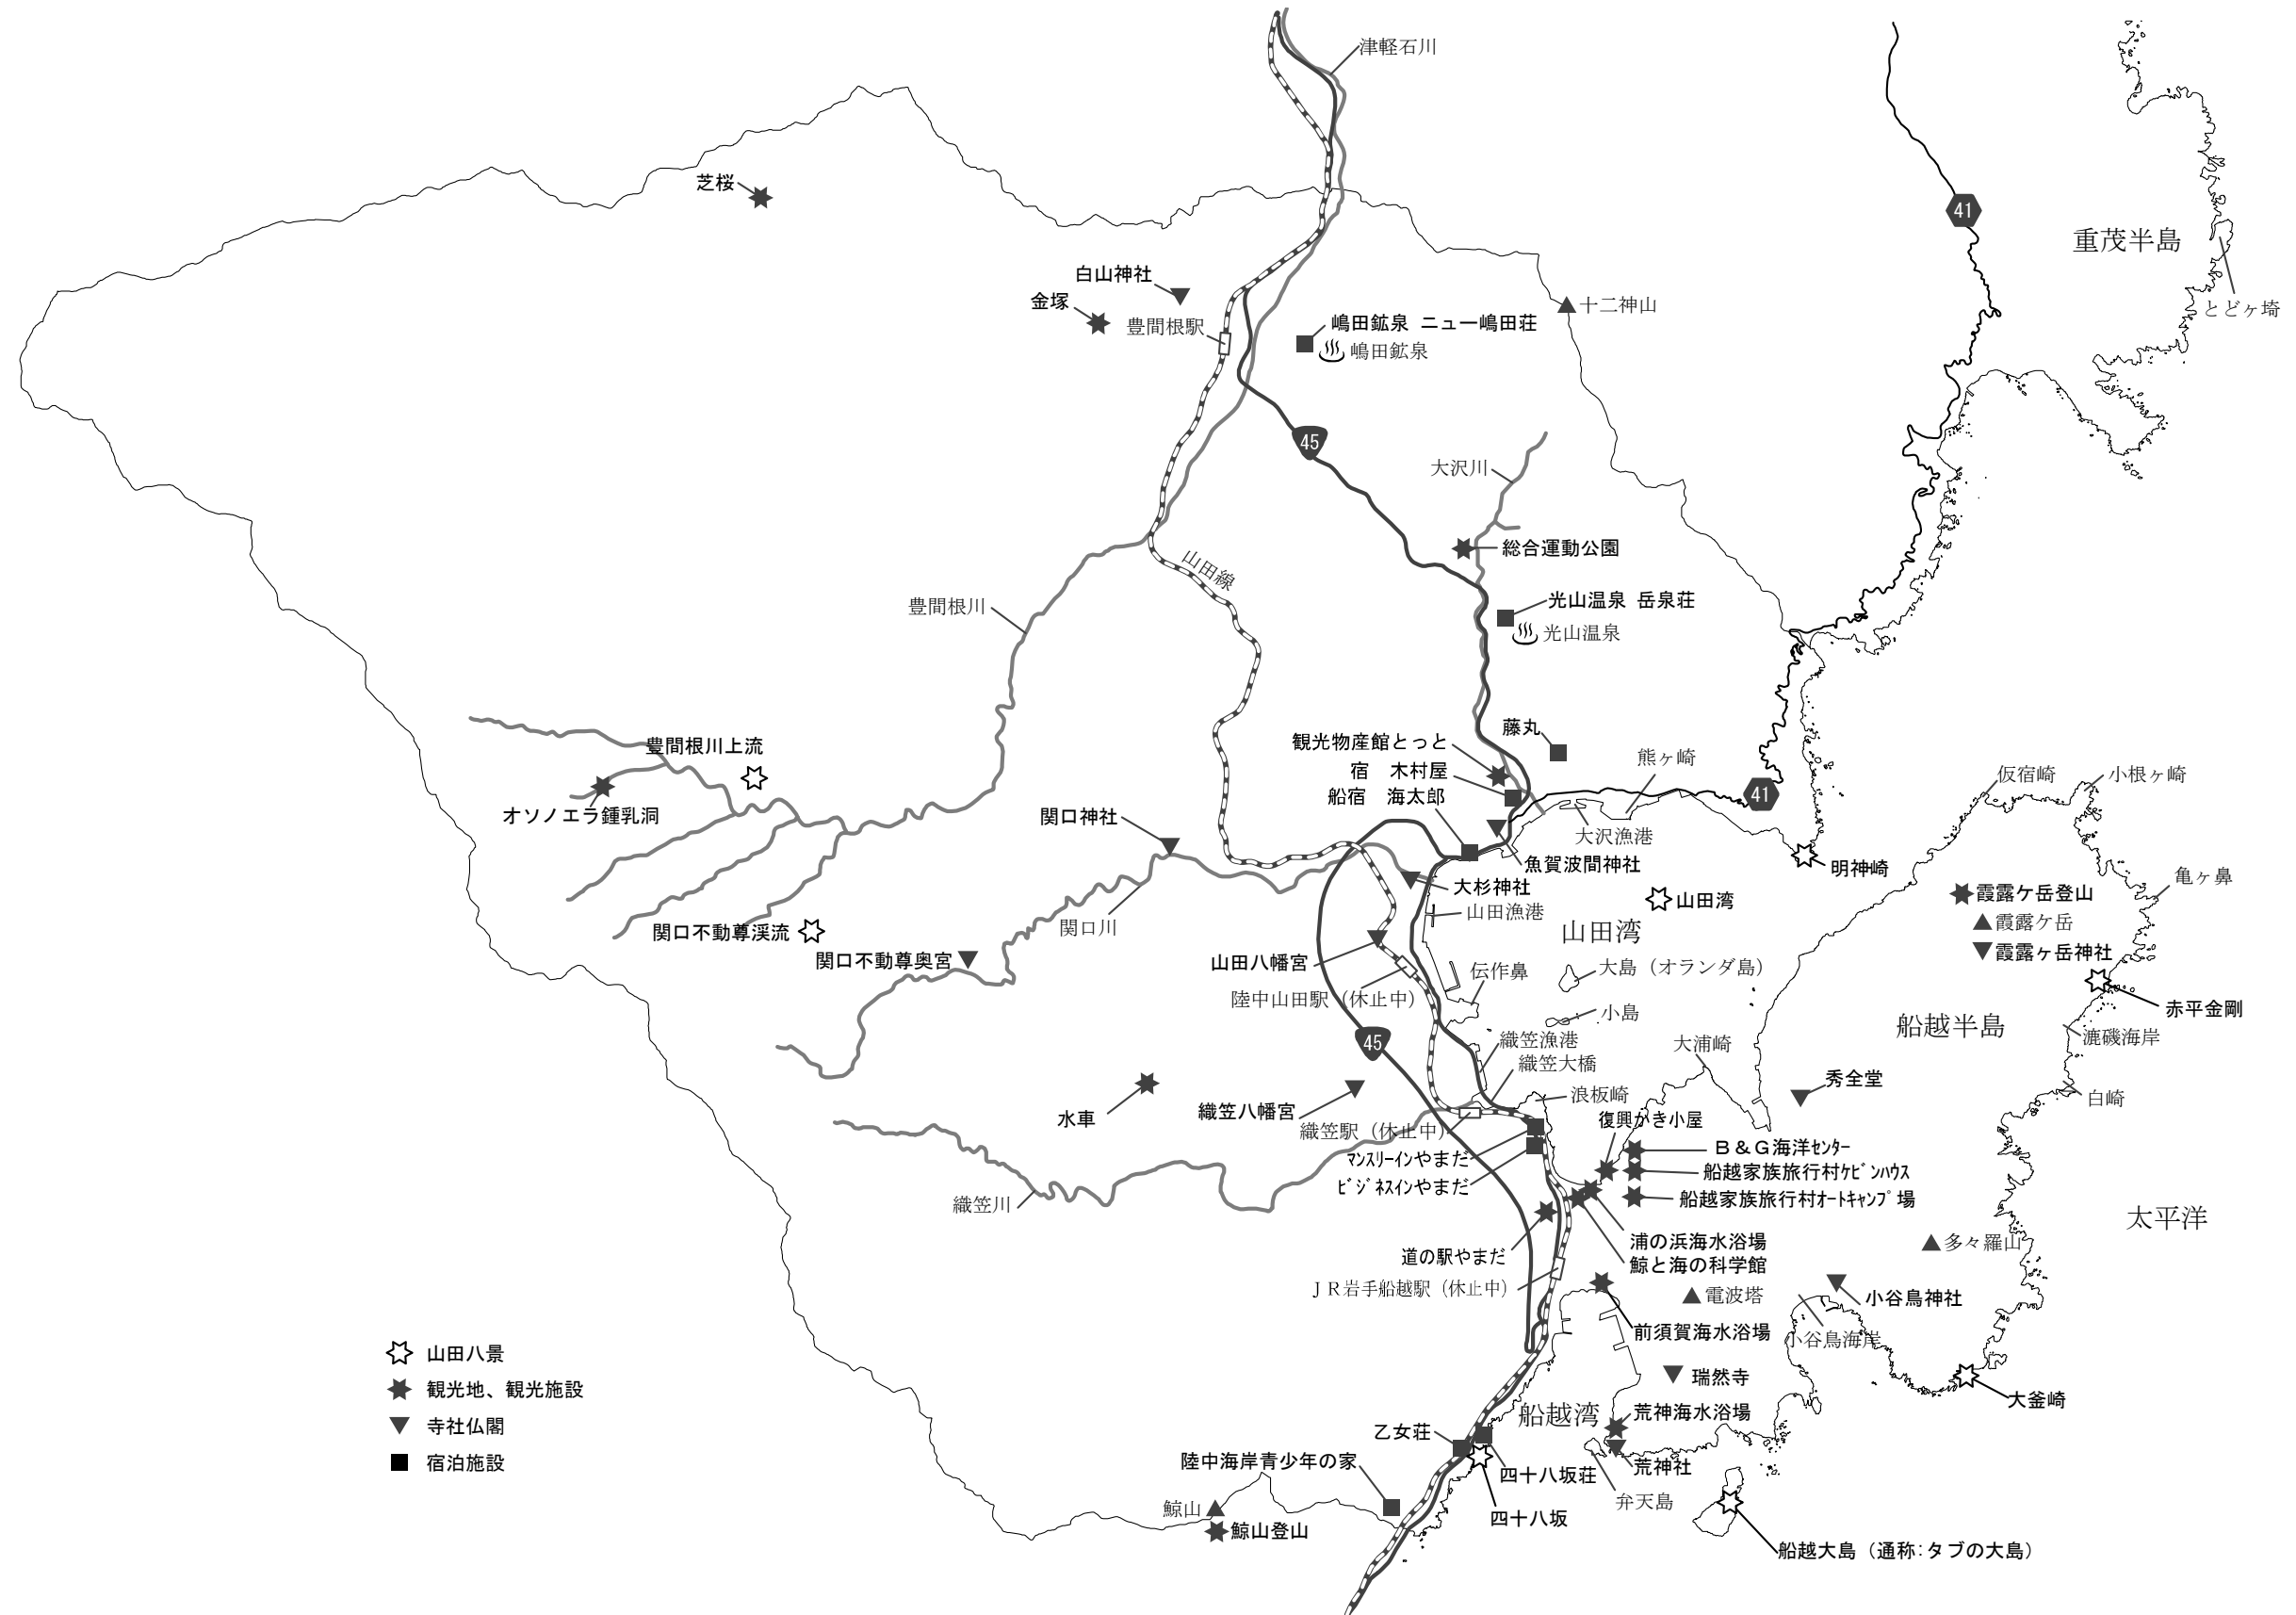 津軽石川
芝桜
41
重茂半島
白山神社
金塚
豊間根駅
嶋田鉱泉 ニュー嶋田荘
嶋田鉱泉
十二神山
とどヶ埼
45
大沢川
総合運動公園
山田線
豊間根川
光山温泉 岳泉荘
光山温泉
豊間根川上流
オソノエラ鍾乳洞
藤丸
観光物産館とっと
宿 木村屋
船宿 海太郎
熊ヶ崎
41
仮宿崎
小根ヶ崎
関口神社
大沢漁港
魚賀波間神社
明神崎
大杉神社
山田漁港
山田湾
山田湾
霞露ケ岳登山
霞露ケ岳
霞露ヶ岳神社
亀ヶ鼻
関口川
関口不動尊渓流
関口不動尊奥宮
山田八幡宮
陸中山田駅（休止中）
伝作鼻
大島（オランダ島）
小島
赤平金剛
船越半島
漉磯海岸
45
織笠漁港
織笠大橋
大浦崎
秀全堂
白崎
水車
織笠八幡宮
織笠駅（休止中）
浪板崎
復興かき小屋
マンスリーインやまだ
ビジネスインやまだ
Ｂ＆Ｇ海洋センター
船越家族旅行村ケビンハウス
船越家族旅行村オートキャンプ場
織笠川
太平洋
道の駅やまだ
浦の浜海水浴場
鯨と海の科学館
多々羅山
ＪＲ岩手船越駅（休止中）
電波塔
小谷鳥神社
前須賀海水浴場
小谷鳥海岸
山田八景
観光地、観光施設
寺社仏閣
宿泊施設
瑞然寺
大釜崎
船越湾
荒神海水浴場
乙女荘
陸中海岸青少年の家
四十八坂荘
荒神社
弁天島
四十八坂
鯨山
鯨山登山
船越大島（通称：タブの大島）